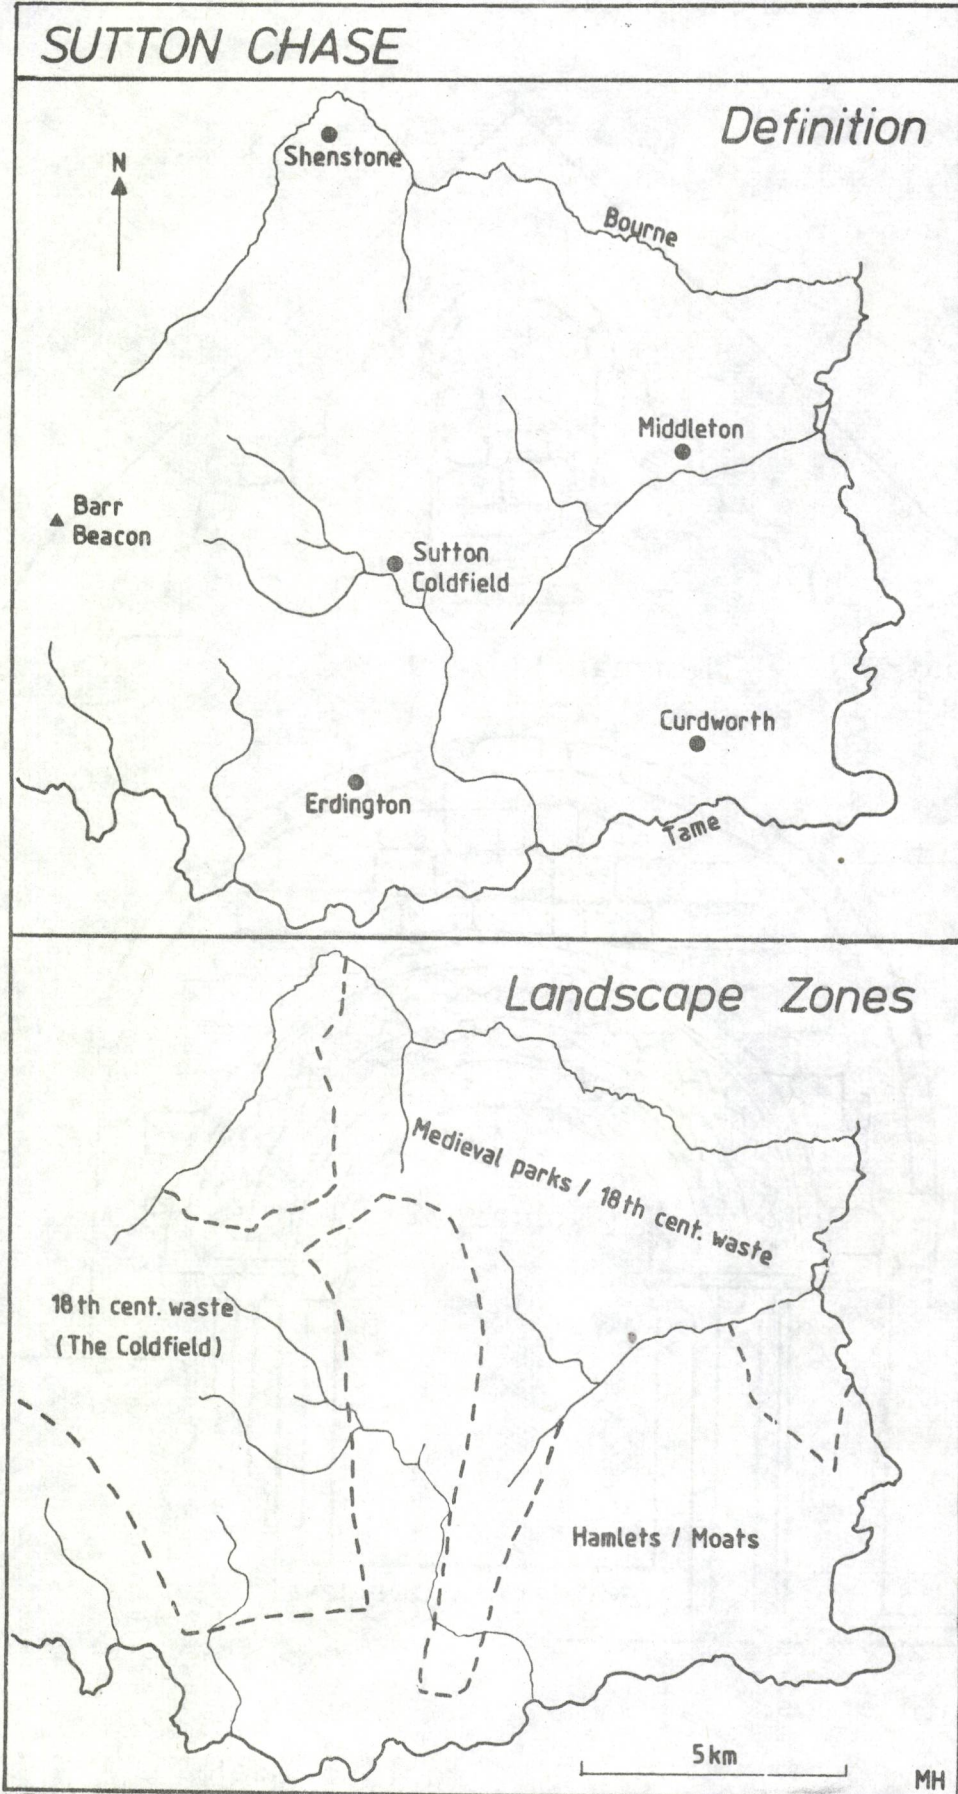 SUTTON CHASE
Definition
N
Shenstone
Bourne
Middleton
Barr
Beacon
Sutton
Coldfield
Curdworth
Erdington
Tame
Landscape Zones
Medieval parks / 18th cent. waste
18th cent. waste
(The Coldfield)
Hamlets / Moats
5km
MH